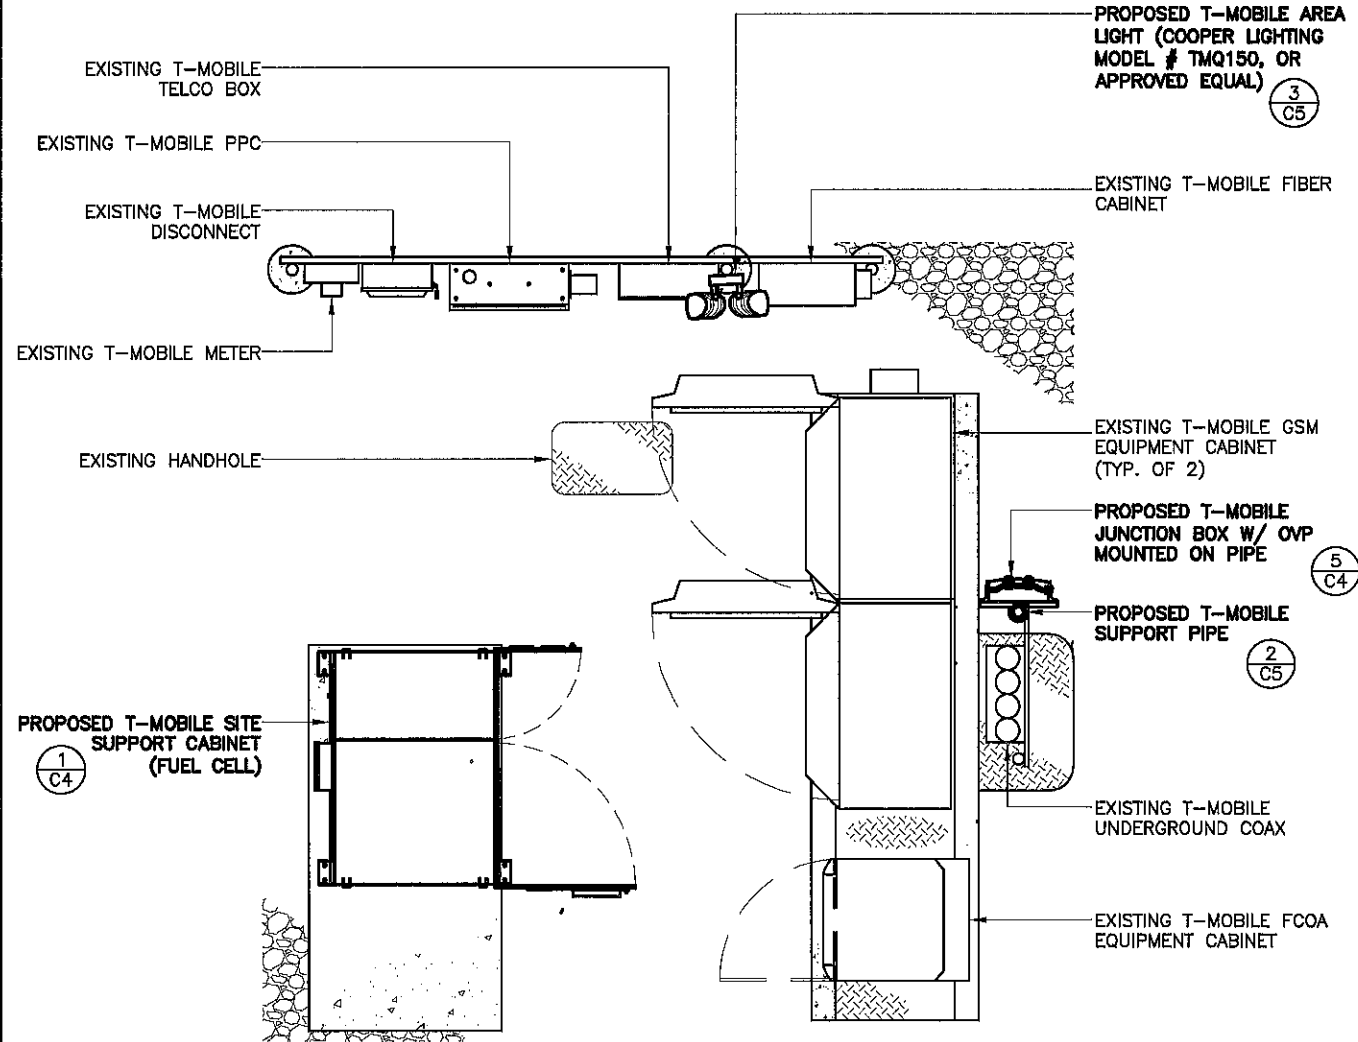 EXISTING T-MOBILE
TELCO BOX
EXISTING T-MOBILE PPC
EXISTING T-MOBILE
DISCONNECT
EXISTING T-MOBILE METER
EXISTING HANDHOLE
PROPOSED T-MOBILE SITE
SUPPORT CABINET
(FUEL CELL)
1
C4
PROPOSED T-MOBILE AREA
LIGHT (COOPER LIGHTING
MODEL # TMQ150, OR
APPROVED EQUAL)
3
C5
EXISTING T-MOBILE FIBER
CABINET
EXISTING T-MOBILE GSM
EQUIPMENT CABINET
(TYP. OF 2)
PROPOSED T-MOBILE
JUNCTION BOX W/ OVP
MOUNTED ON PIPE
5
C4
PROPOSED T-MOBILE
SUPPORT PIPE
2
C5
EXISTING T-MOBILE
UNDERGROUND COAX
EXISTING T-MOBILE FCOA
EQUIPMENT CABINET